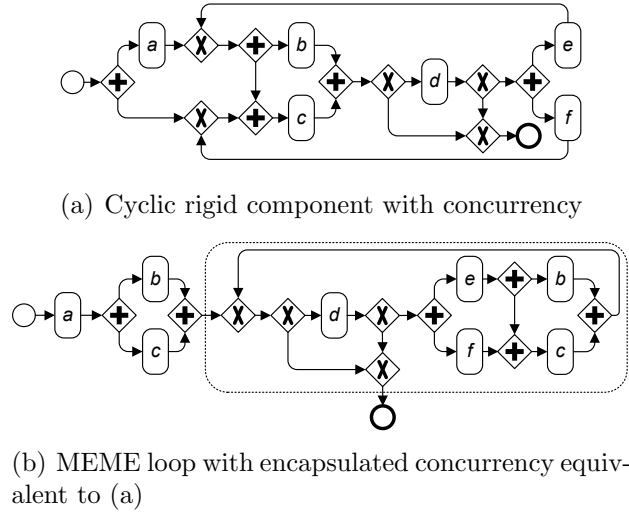 a
b
e
d
c
f
(a) Cyclic rigid component with concurrency
b
e
b
a
d
c
f
c
(b) MEME loop with encapsulated concurrency equiv-
alent to (a)